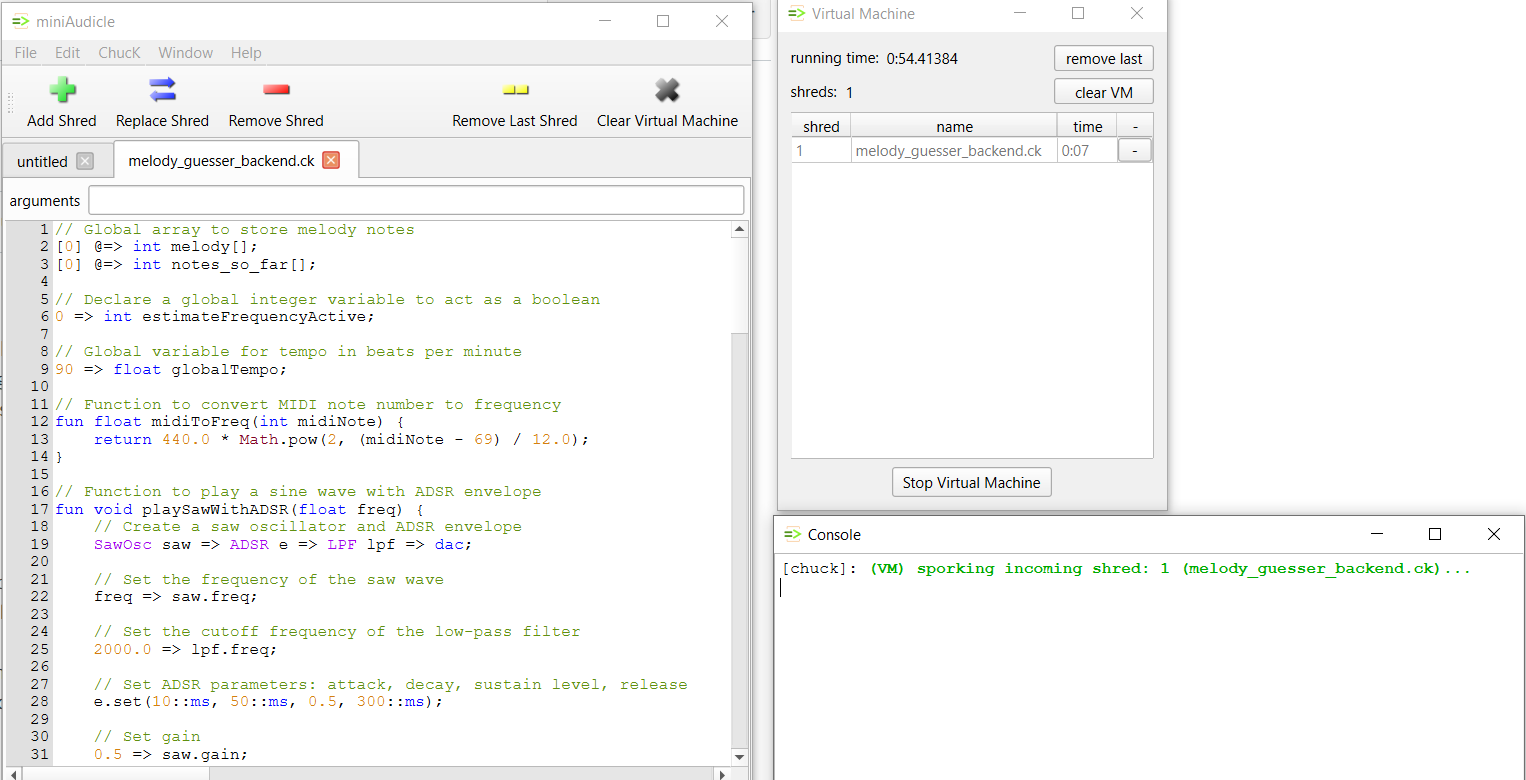 miniAudicle
File Edit ChucK Window Help
Add Shred Replace Shred Remove Shred Remove Last Shred Clear Virtual Machine
untitled melody_guesser_backend.ck
arguments
1 // Global array to store melody notes
2 [0] @=> int melody[];
3 [0] @=> int notes_so_far[];
4
5 // Declare a global integer variable to act as a boolean
6 0 => int estimateFrequencyActive;
7
8 // Global variable for tempo in beats per minute
9 90 => float globalTempo;
10
11 // Function to convert MIDI note number to frequency
12 fun float midiToFreq(int midiNote) {
13     return 440.0 * Math.pow(2, (midiNote - 69) / 12.0);
14 }
15
16 // Function to play a sine wave with ADSR envelope
17 fun void playSawWithADSR(float freq) {
18     // Create a saw oscillator and ADSR envelope
19     SawOsc saw => ADSR e => LPF lpf => dac;
20
21     // Set the frequency of the saw wave
22     freq => saw.freq;
23
24     // Set the cutoff frequency of the low-pass filter
25     2000.0 => lpf.freq;
26
27     // Set ADSR parameters: attack, decay, sustain level, release
28     e.set(10::ms, 50::ms, 0.5, 300::ms);
29
30     // Set gain
31     0.5 => saw.gain;
Virtual Machine
running time: 0:54.41384 remove last
shreds: 1 clear VM
shred name time -
1 melody_guesser_backend.ck 0:07 -
Stop Virtual Machine
Console
[chuck]: (VM) sporking incoming shred: 1 (melody_guesser_backend.ck)...